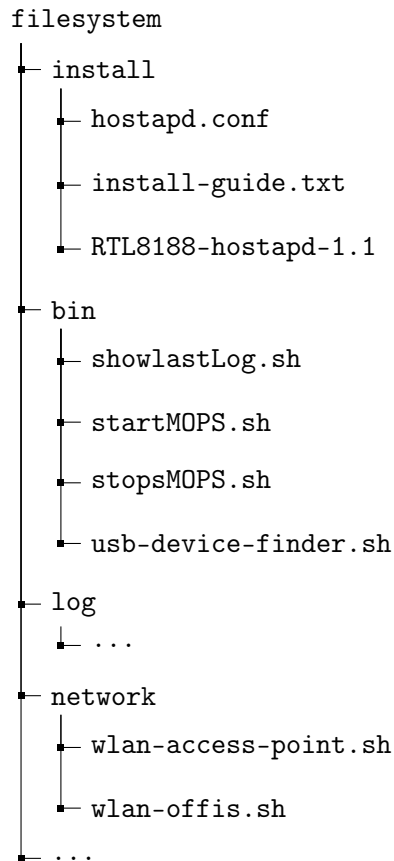 filesystem
install
hostapd.conf
install-guide.txt
RTL8188-hostapd-1.1
bin
showlastLog.sh
startMOPS.sh
stopsMOPS.sh
usb-device-finder.sh
log
...
network
wlan-access-point.sh
wlan-offis.sh
...